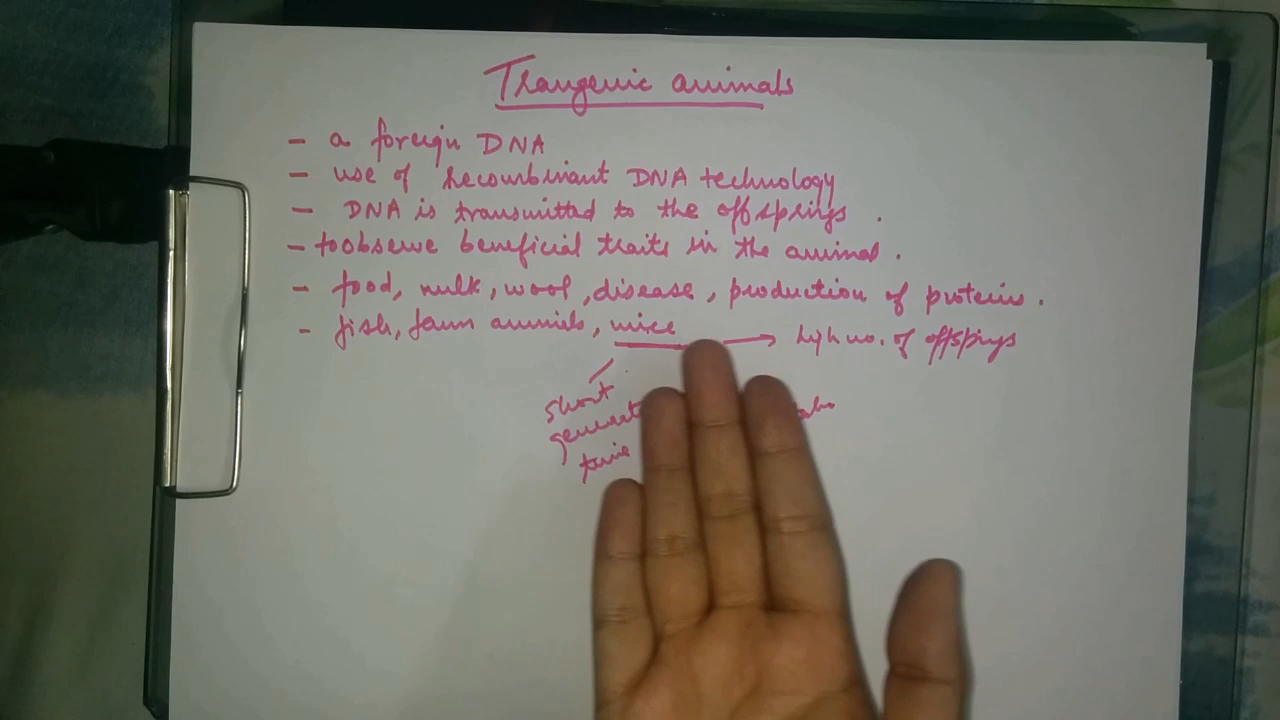 Trangenic animals
- a foreign DNA
- use of recombinant DNA technology
- DNA is transmitted to the offsprings.
- to observe beneficial traits in the animal.
- food, milk, wool, disease, production of proteins.
- fish, farm animals, mice → high no. of offsprings
short
generat
time